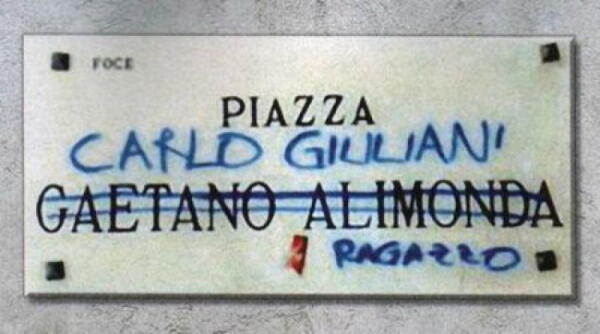 FOCE
PIAZZA
CARLO GIULIANI
GAETANO ALIMONDA
RAGAZZO